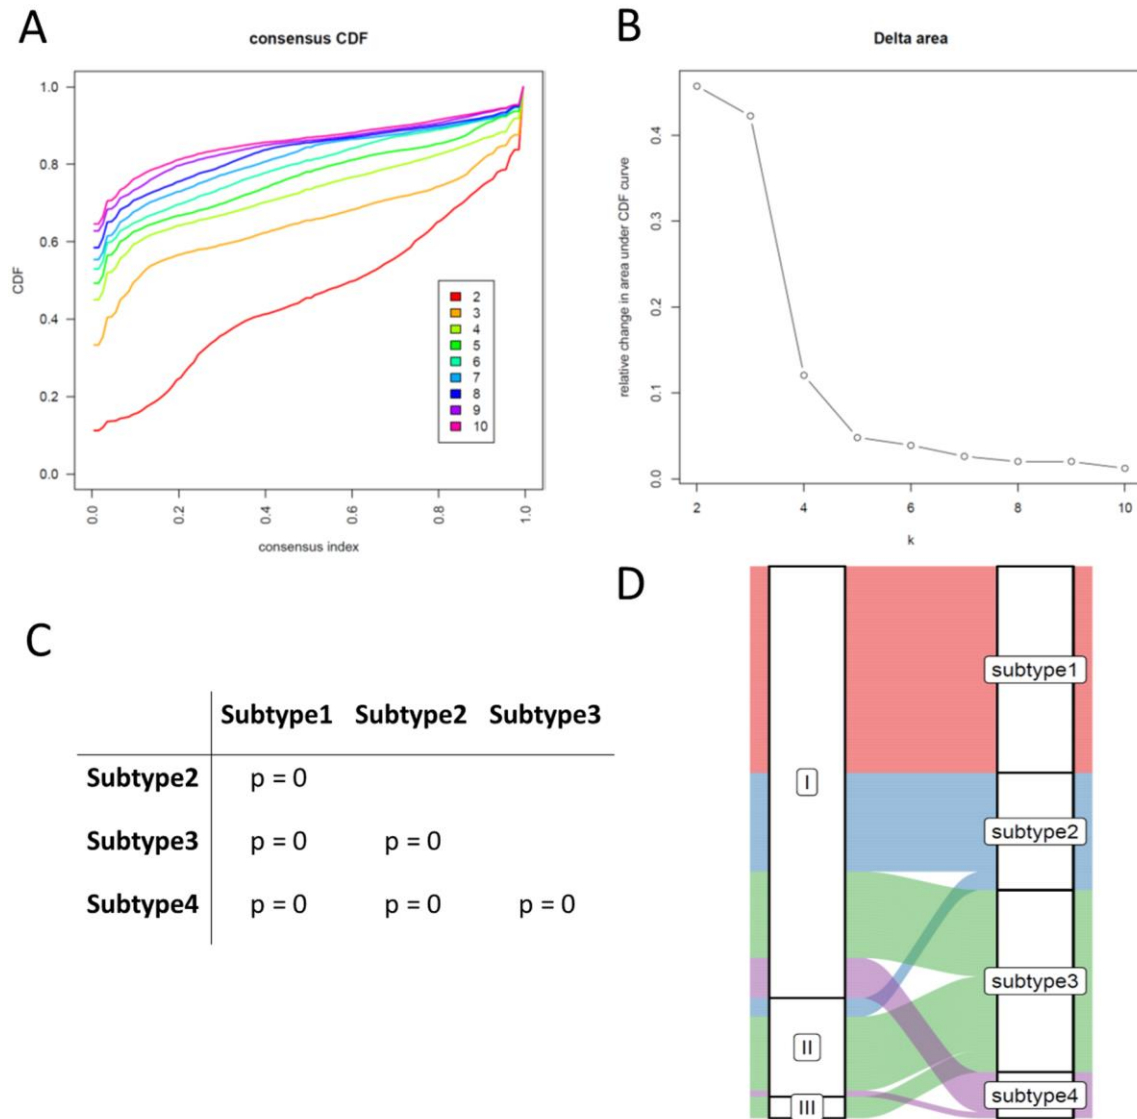 A
consensus CDF
CDF
1.0
0.8
0.6
0.4
0.2
0.0
2
3
4
5
6
7
8
9
10
0.0 0.2 0.4 0.6 0.8 1.0
consensus index
B
Delta area
relative change in area under CDF curve
0.4
0.3
0.2
0.1
0.0
2 4 6 8 10
k
C
Subtype1 Subtype2 Subtype3
Subtype2 p = 0
Subtype3 p = 0 p = 0
Subtype4 p = 0 p = 0 p = 0
D
I
II
III
subtype1
subtype2
subtype3
subtype4